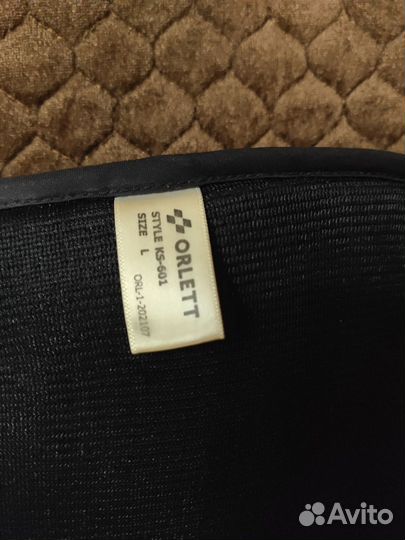 ORLETT
STYLE KS-601
SIZE L
ORL-1-202107
Avito